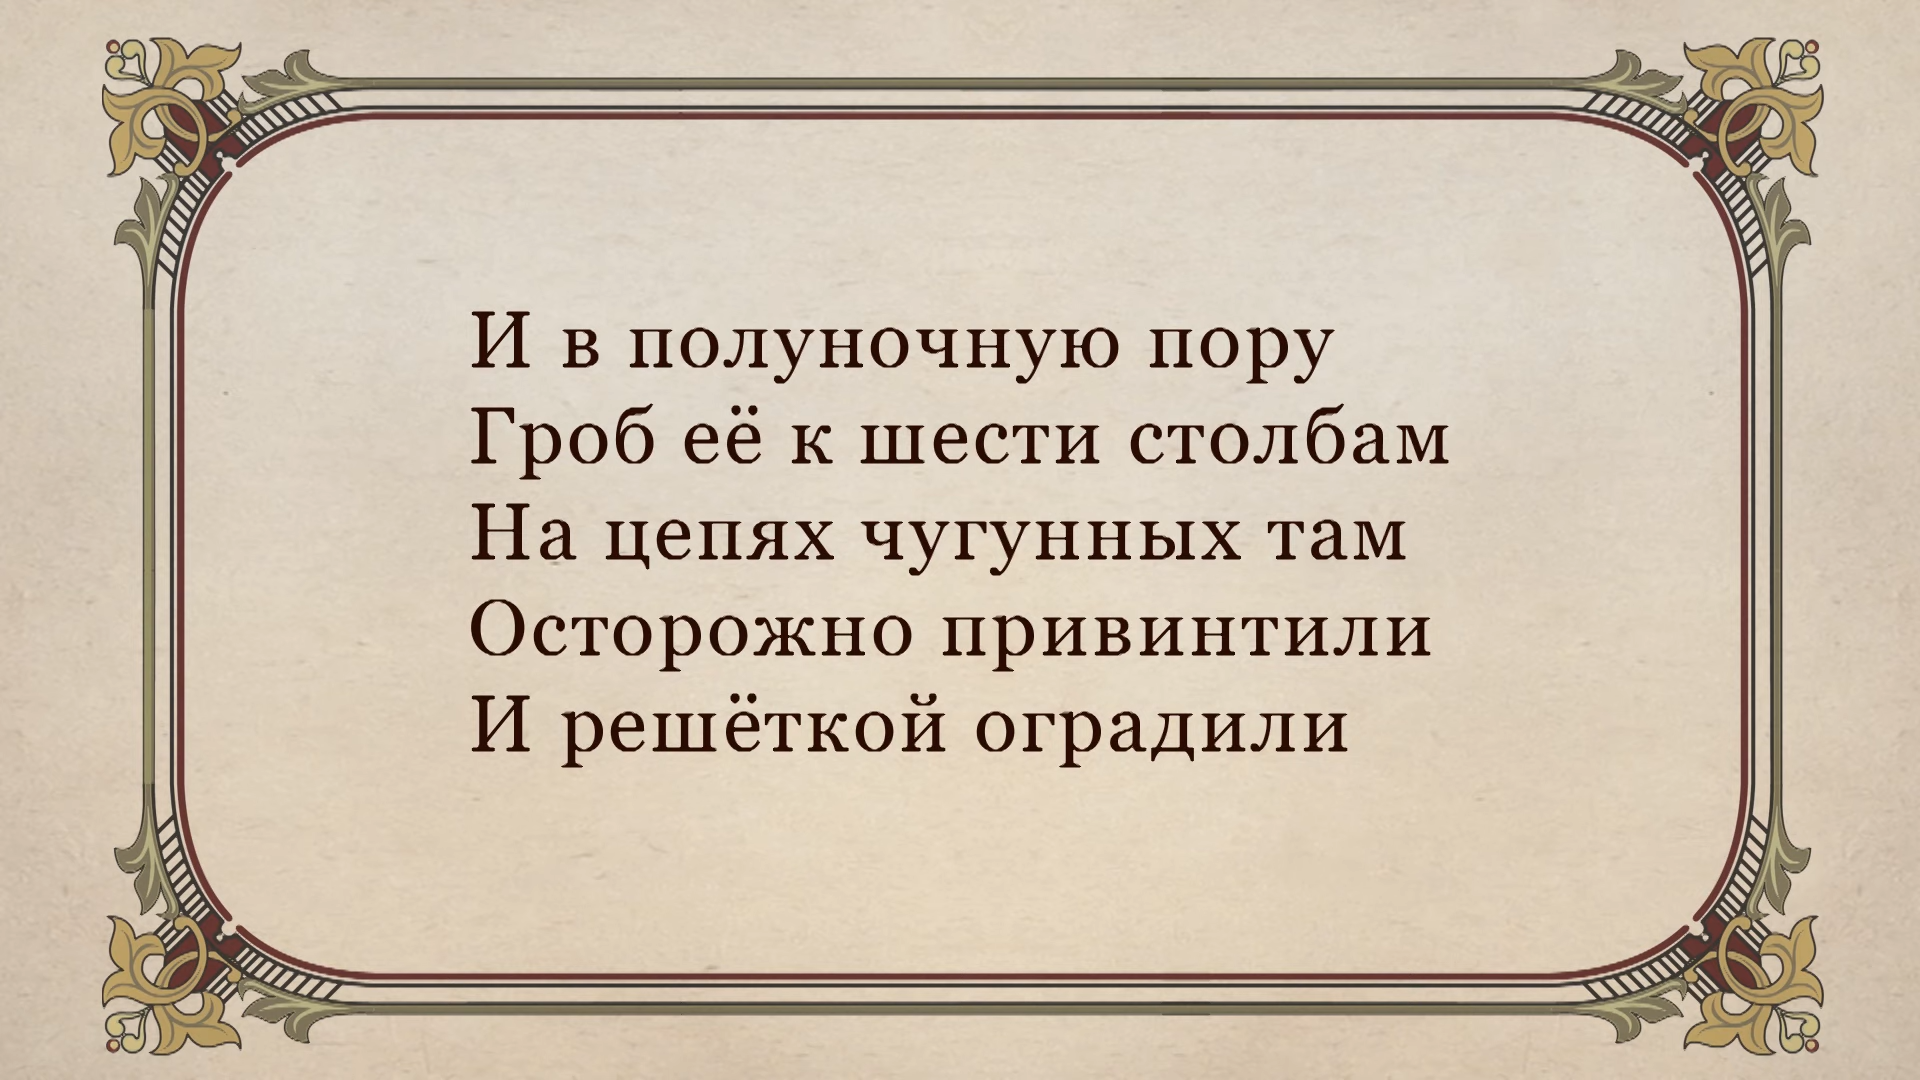 И в полуночную пору
Гроб её к шести столбам
На цепях чугунных там
Осторожно привинтили
И решёткой оградили